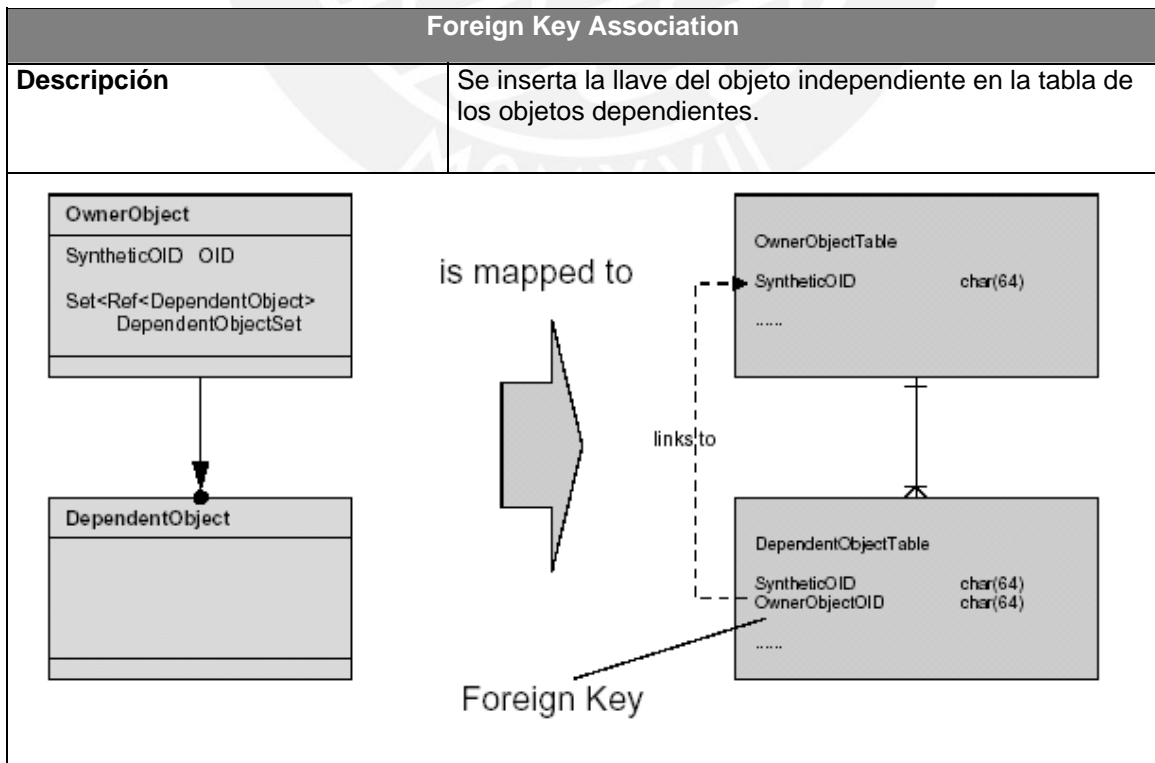 Foreign Key Association
Descripción
Se inserta la llave del objeto independiente en la tabla de
los objetos dependientes.
OwnerObject
SyntheticOID OID
Set<Ref<DependentObject>
DependentObjectSet
DependentObject
is mapped to
OwnerObjectTable
SyntheticOID char(64)
......
links to
DependentObjectTable
SyntheticOID char(64)
OwnerObjectOID char(64)
......
Foreign Key